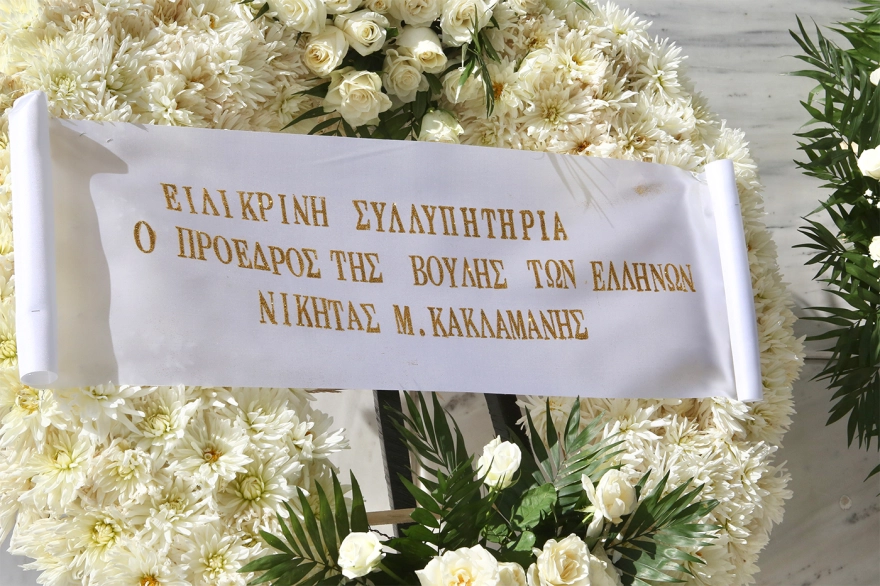 ΕΙΛΙΚΡΙΝΗ ΣΥΛΛΥΠΗΤΗΡΙΑ
Ο ΠΡΟΕΔΡΟΣ ΤΗΣ ΒΟΥΛΗΣ ΤΩΝ ΕΛΛΗΝΩΝ
ΝΙΚΗΤΑΣ Μ. ΚΑΚΛΑΜΑΝΗΣ